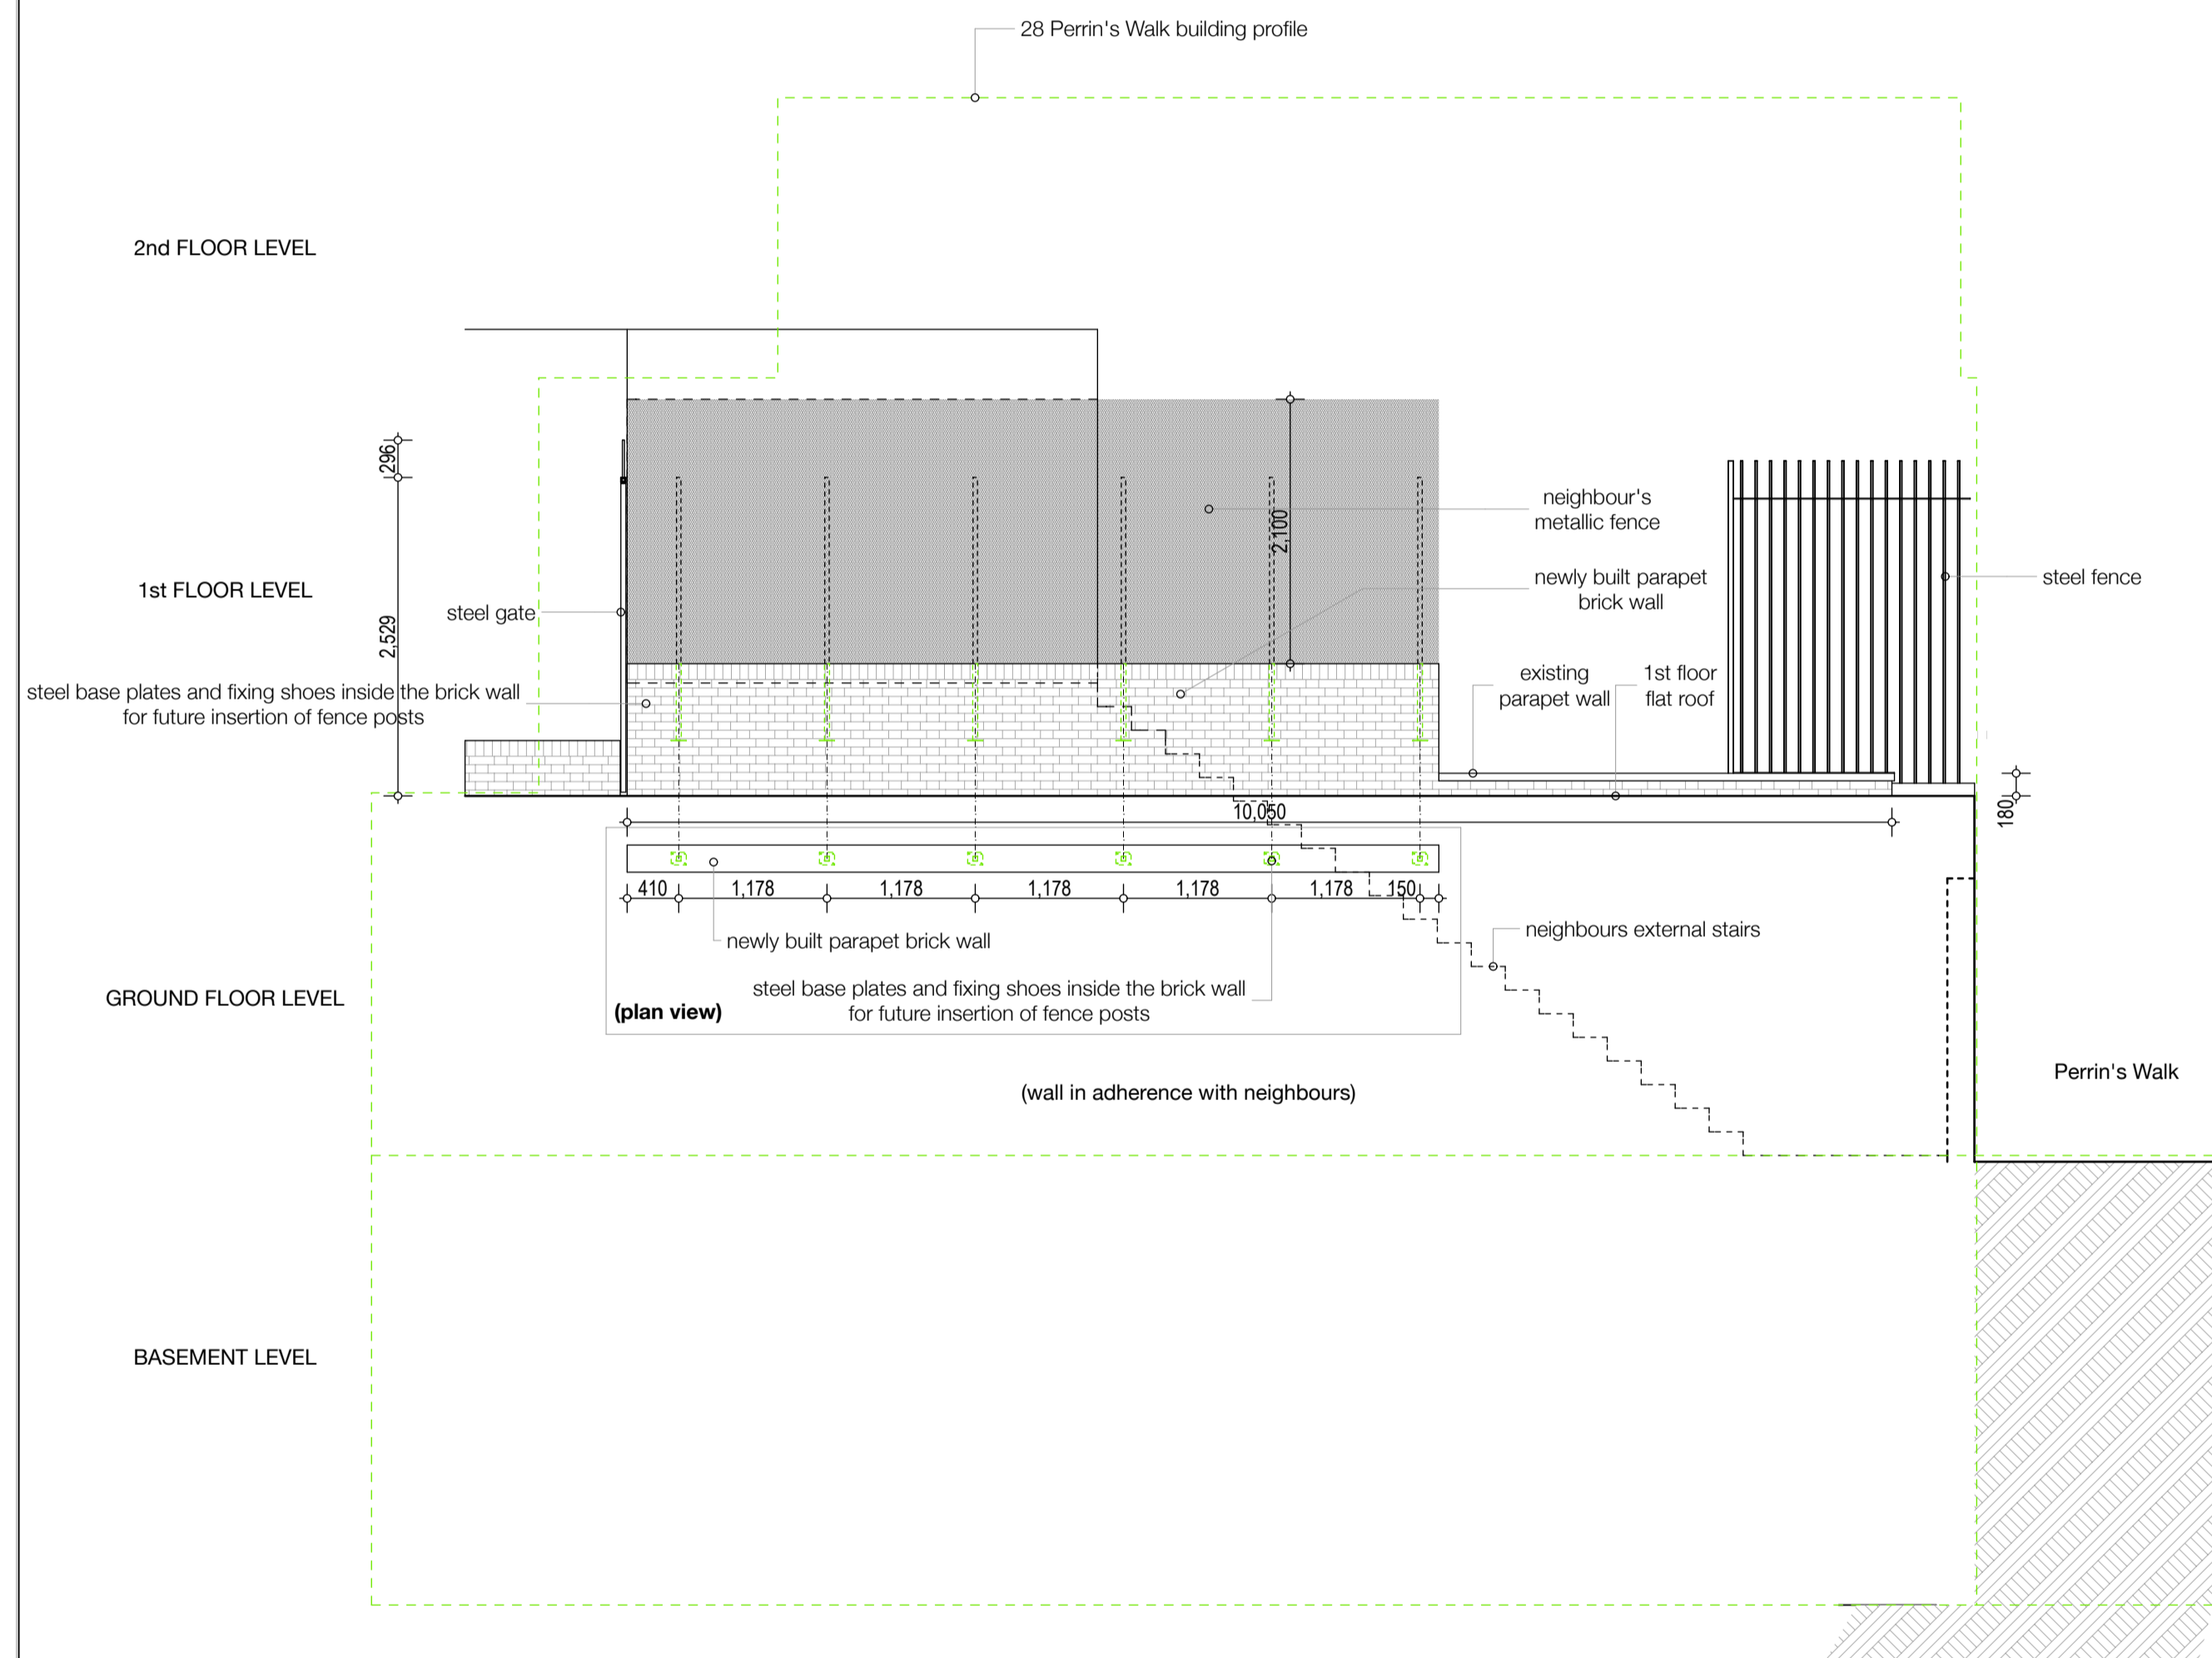 28 Perrin's Walk building profile
2nd FLOOR LEVEL
296
neighbour's
metallic fence
2,100
newly built parapet
brick wall
steel fence
1st FLOOR LEVEL
steel gate
2,529
existing
parapet wall
1st floor
flat roof
steel base plates and fixing shoes inside the brick wall
for future insertion of fence posts
180
10,050
410
1,178
1,178
1,178
1,178
1,178
150
newly built parapet brick wall
neighbours external stairs
steel base plates and fixing shoes inside the brick wall
for future insertion of fence posts
GROUND FLOOR LEVEL
(plan view)
Perrin's Walk
(wall in adherence with neighbours)
BASEMENT LEVEL